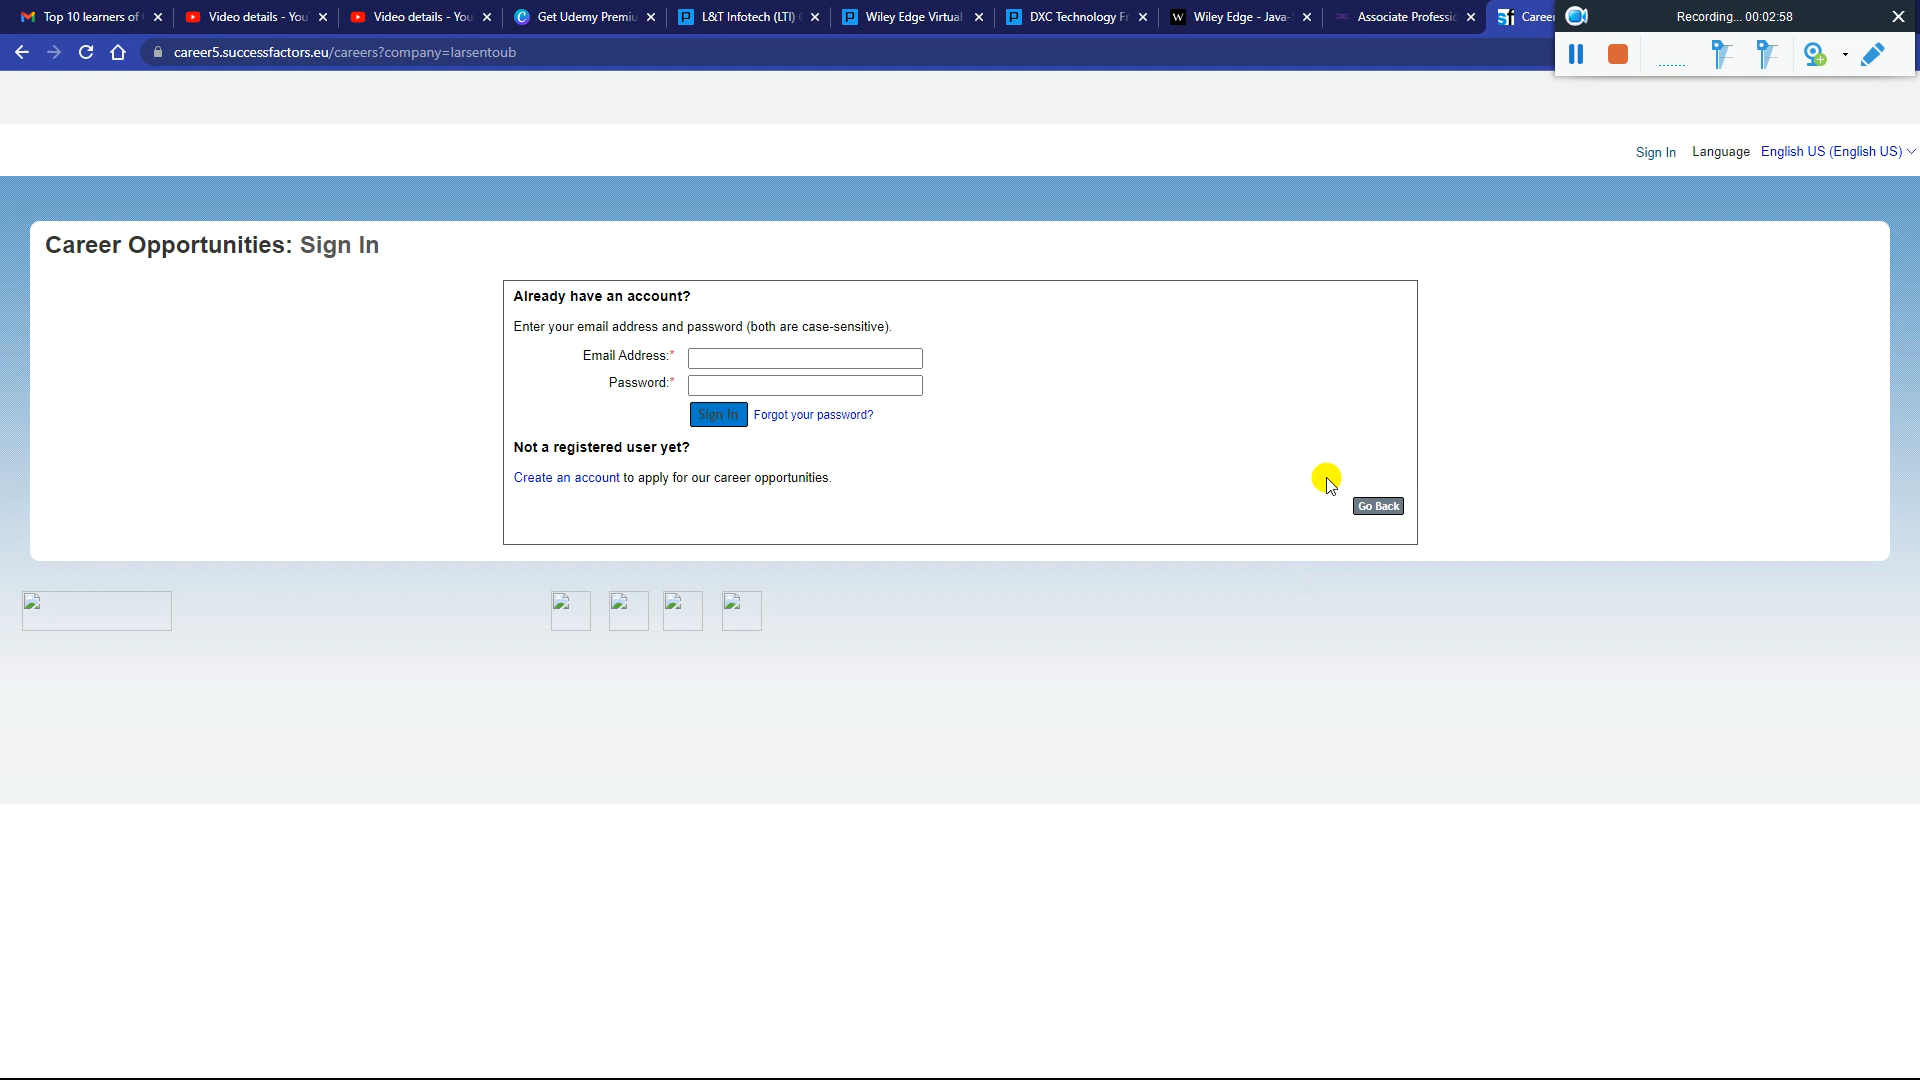 Top 10 learners of
Video details - You
Video details - You
Get Udemy Premiu
L&T Infotech (LTI)
Wiley Edge Virtual
DXC Technology Fr
Wiley Edge - Java-
Associate Professio
Career
Recording... 00:02:58
career5.successfactors.eu/careers?company=larsentoub
Sign In Language English US (English US)
Career Opportunities: Sign In
Already have an account?
Enter your email address and password (both are case-sensitive).
Email Address:*
Password:*
Sign In Forgot your password?
Not a registered user yet?
Create an account to apply for our career opportunities.
Go Back